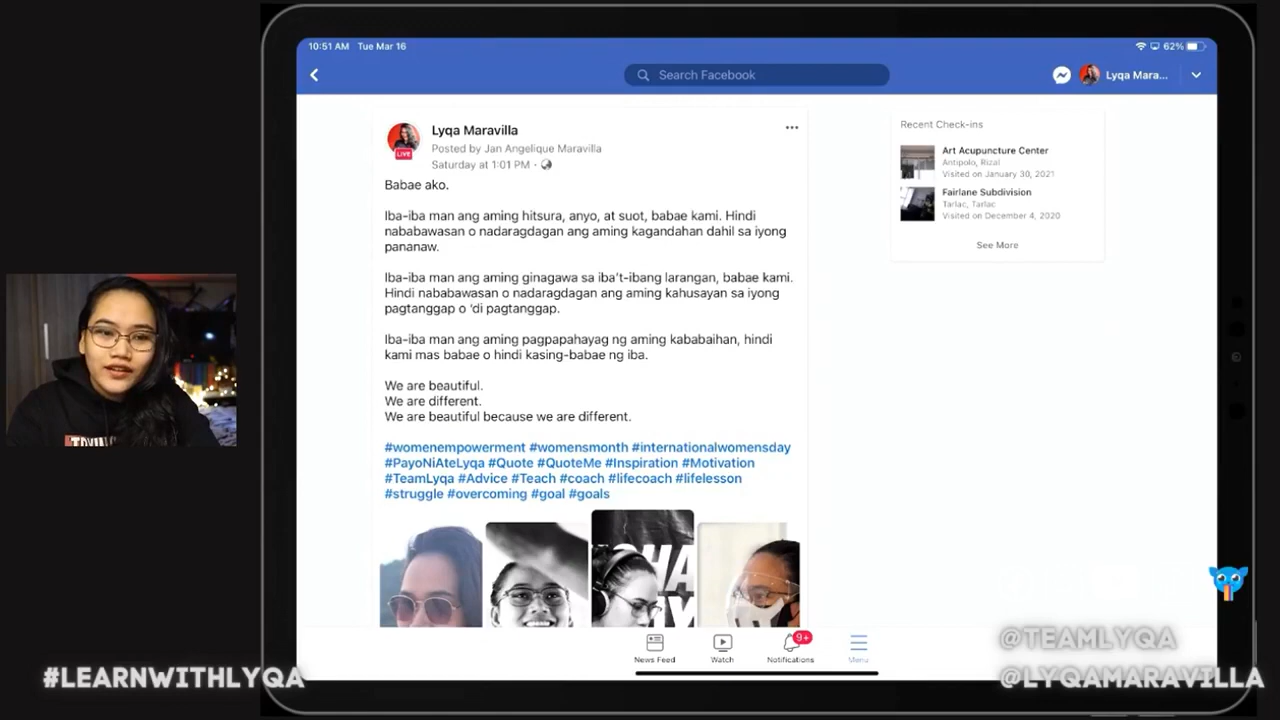 10:51 AM Tue Mar 16
62%
Search Facebook
Lyqa Mara...
Lyqa Maravilla
LIVE
Posted by Jan Angelique Maravilla
Saturday at 1:01 PM ·
Babae ako.
Iba-iba man ang aming hitsura, anyo, at suot, babae kami. Hindi
nababawasan o nadaragdagan ang aming kagandahan dahil sa iyong
pananaw.
Iba-iba man ang aming ginagawa sa iba't-ibang larangan, babae kami.
Hindi nababawasan o nadaragdagan ang aming kahusayan sa iyong
pagtanggap o 'di pagtanggap.
Iba-iba man ang aming pagpapahayag ng aming kababaihan, hindi
kami mas babae o hindi kasing-babae ng iba.
We are beautiful.
We are different.
We are beautiful because we are different.
#womenempowerment #womensmonth #internationalwomensday
#PayoNiAteLyqa #Quote #QuoteMe #Inspiration #Motivation
#TeamLyqa #Advice #Teach #coach #lifecoach #lifelesson
#struggle #overcoming #goal #goals
Recent Check-ins
Art Acupuncture Center
Antipolo, Rizal
Visited on January 30, 2021
Fairlane Subdivision
Tarlac, Tarlac
Visited on December 4, 2020
See More
News Feed
Watch
9+
Notifications
Menu
#LEARNWITHLYQA
@TEAMLYQA
@LYQAMARAVILLA